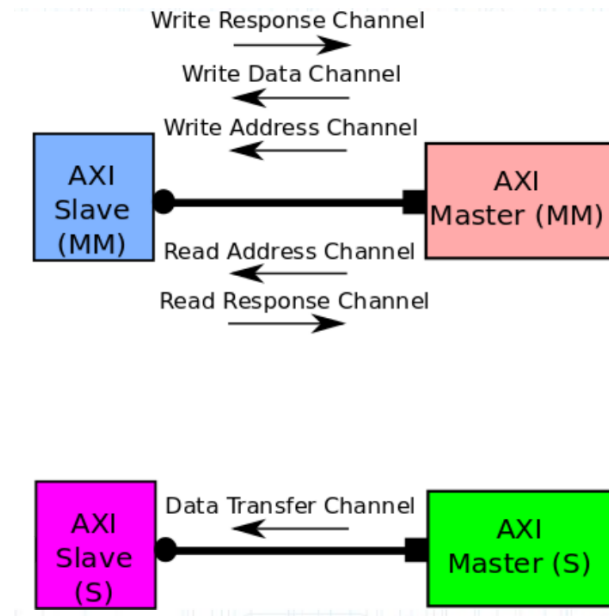 Write Response Channel
Write Data Channel
Write Address Channel
AXI
Slave
(MM)
AXI
Master (MM)
Read Address Channel
Read Response Channel
Data Transfer Channel
AXI
Slave
(S)
AXI
Master (S)